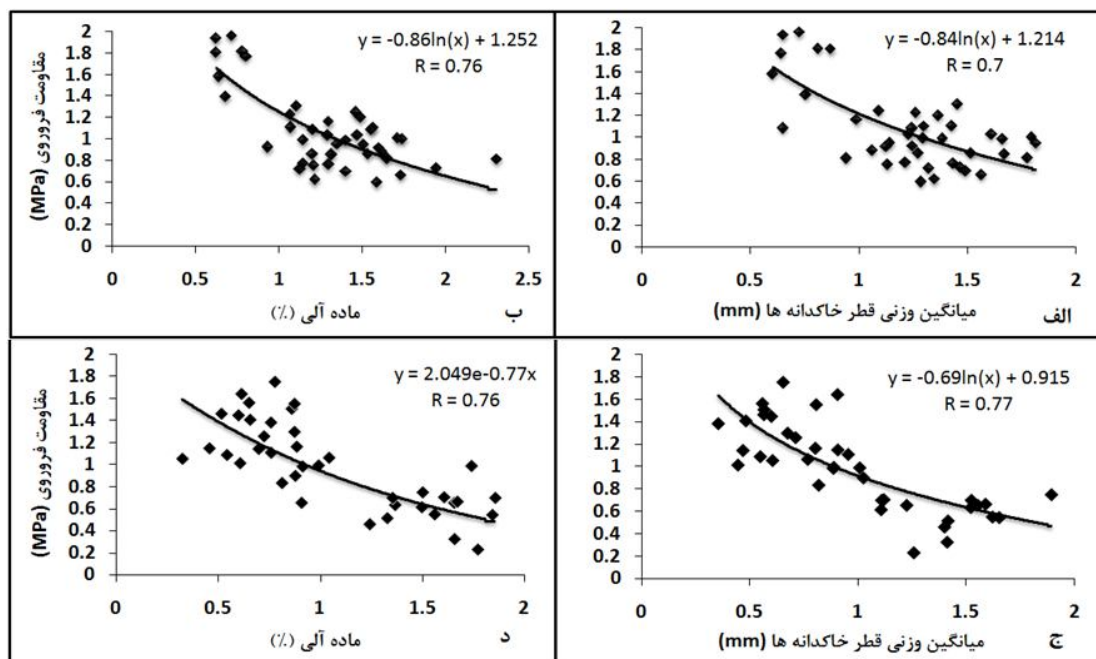 y = -0.84ln(x) + 1.214
R = 0.7
2
1.8
1.6
1.4
1.2
1
0.8
0.6
0.4
0.2
0
0 0.5 1 1.5 2
میانگین وزنی قطر خاکدانه ها (mm)
الف
مقاومت فروروی (MPa)
y = -0.86ln(x) + 1.252
R = 0.76
2
1.8
1.6
1.4
1.2
1
0.8
0.6
0.4
0.2
0
0 0.5 1 1.5 2 2.5
ماده آلی (٪)
ب
y = -0.69ln(x) + 0.915
R = 0.77
2
1.8
1.6
1.4
1.2
1
0.8
0.6
0.4
0.2
0
0 0.5 1 1.5 2
میانگین وزنی قطر خاکدانه ها (mm)
ج
مقاومت فروروی (MPa)
y = 2.049e-0.77x
R = 0.76
2
1.8
1.6
1.4
1.2
1
0.8
0.6
0.4
0.2
0
0 0.5 1 1.5 2
ماده آلی (٪)
د